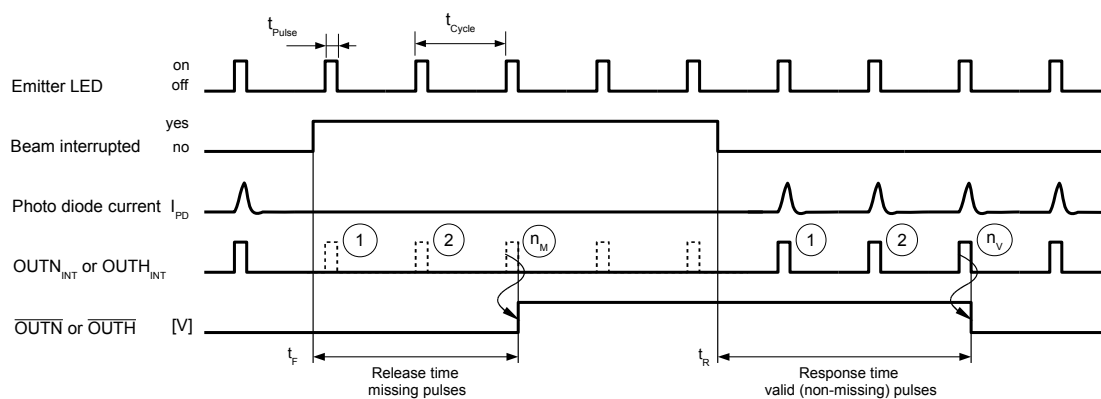 t_Pulse
t_Cycle
Emitter LED
on
off
Beam interrupted
yes
no
Photo diode current I_PD
1
2
n_M
1
2
n_V
OUTN_INT or OUTH_INT
OUTN or OUTH [V]
t_F
Release time
missing pulses
t_R
Response time
valid (non-missing) pulses